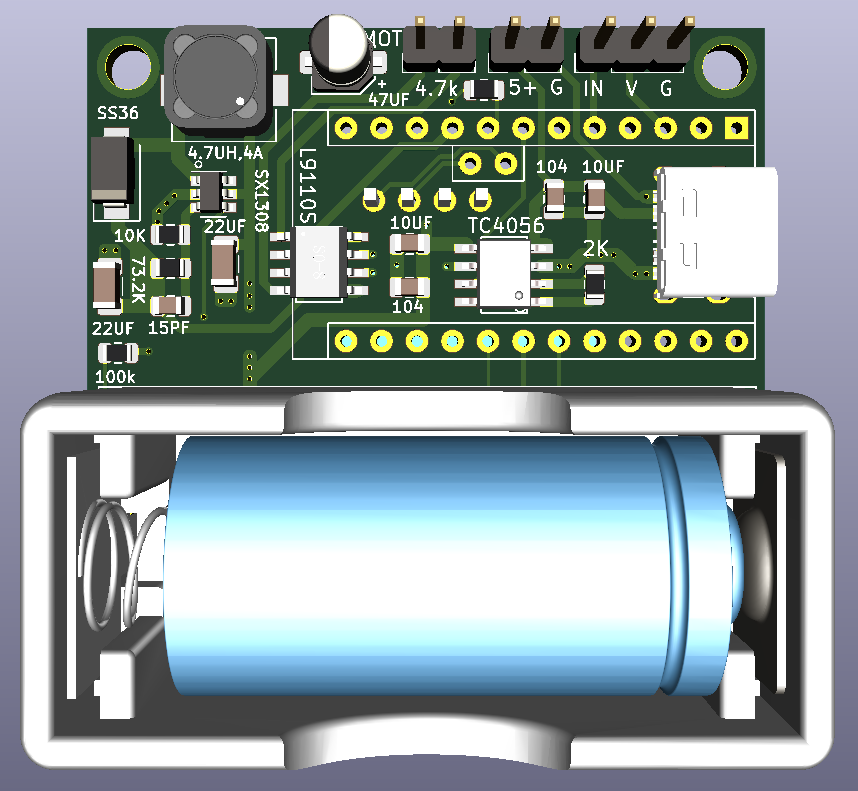 MOT
+
47UF
4.7k
5+ G
IN V G
SS36
4.7UH,4A
SX1308
L9110S
104
10UF
10K
22UF
10UF
TC4056
73.2K
2K
104
22UF
15PF
100k